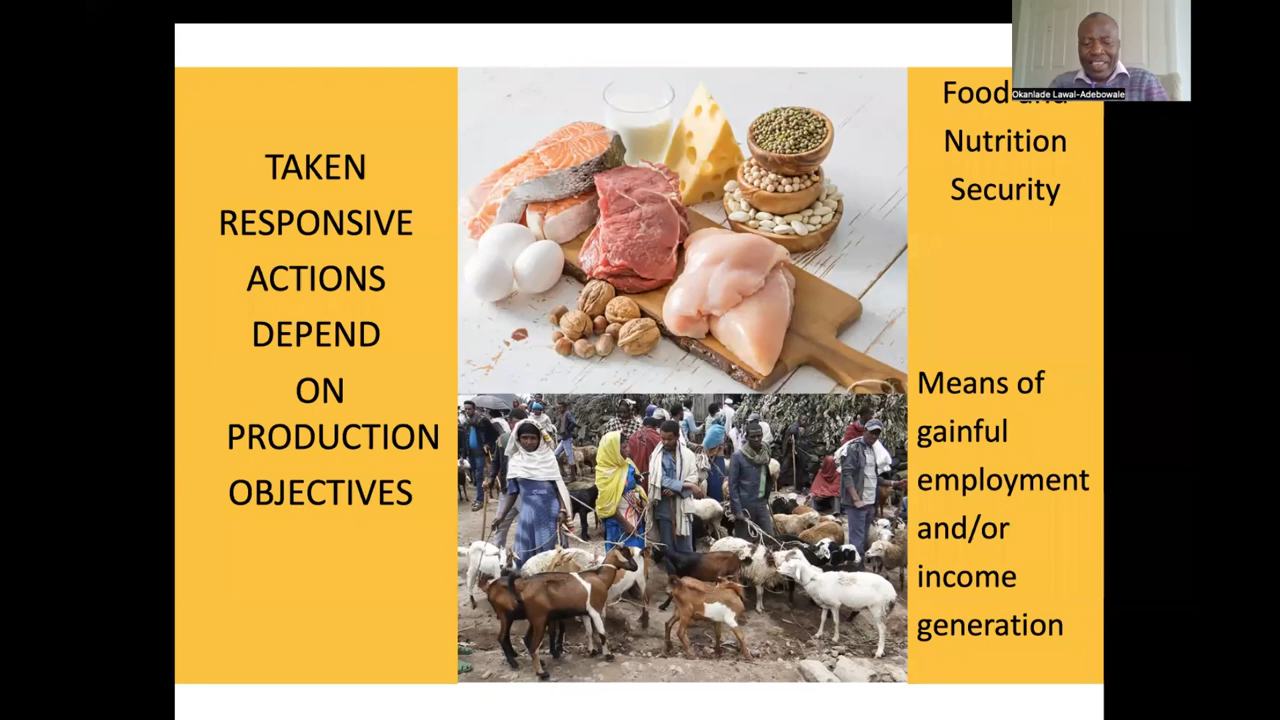 TAKEN
RESPONSIVE
ACTIONS
DEPEND
ON
PRODUCTION
OBJECTIVES
Okanlade Lawal-Adebowale
Food and
Nutrition
Security
Means of
gainful
employment
and/or
income
generation